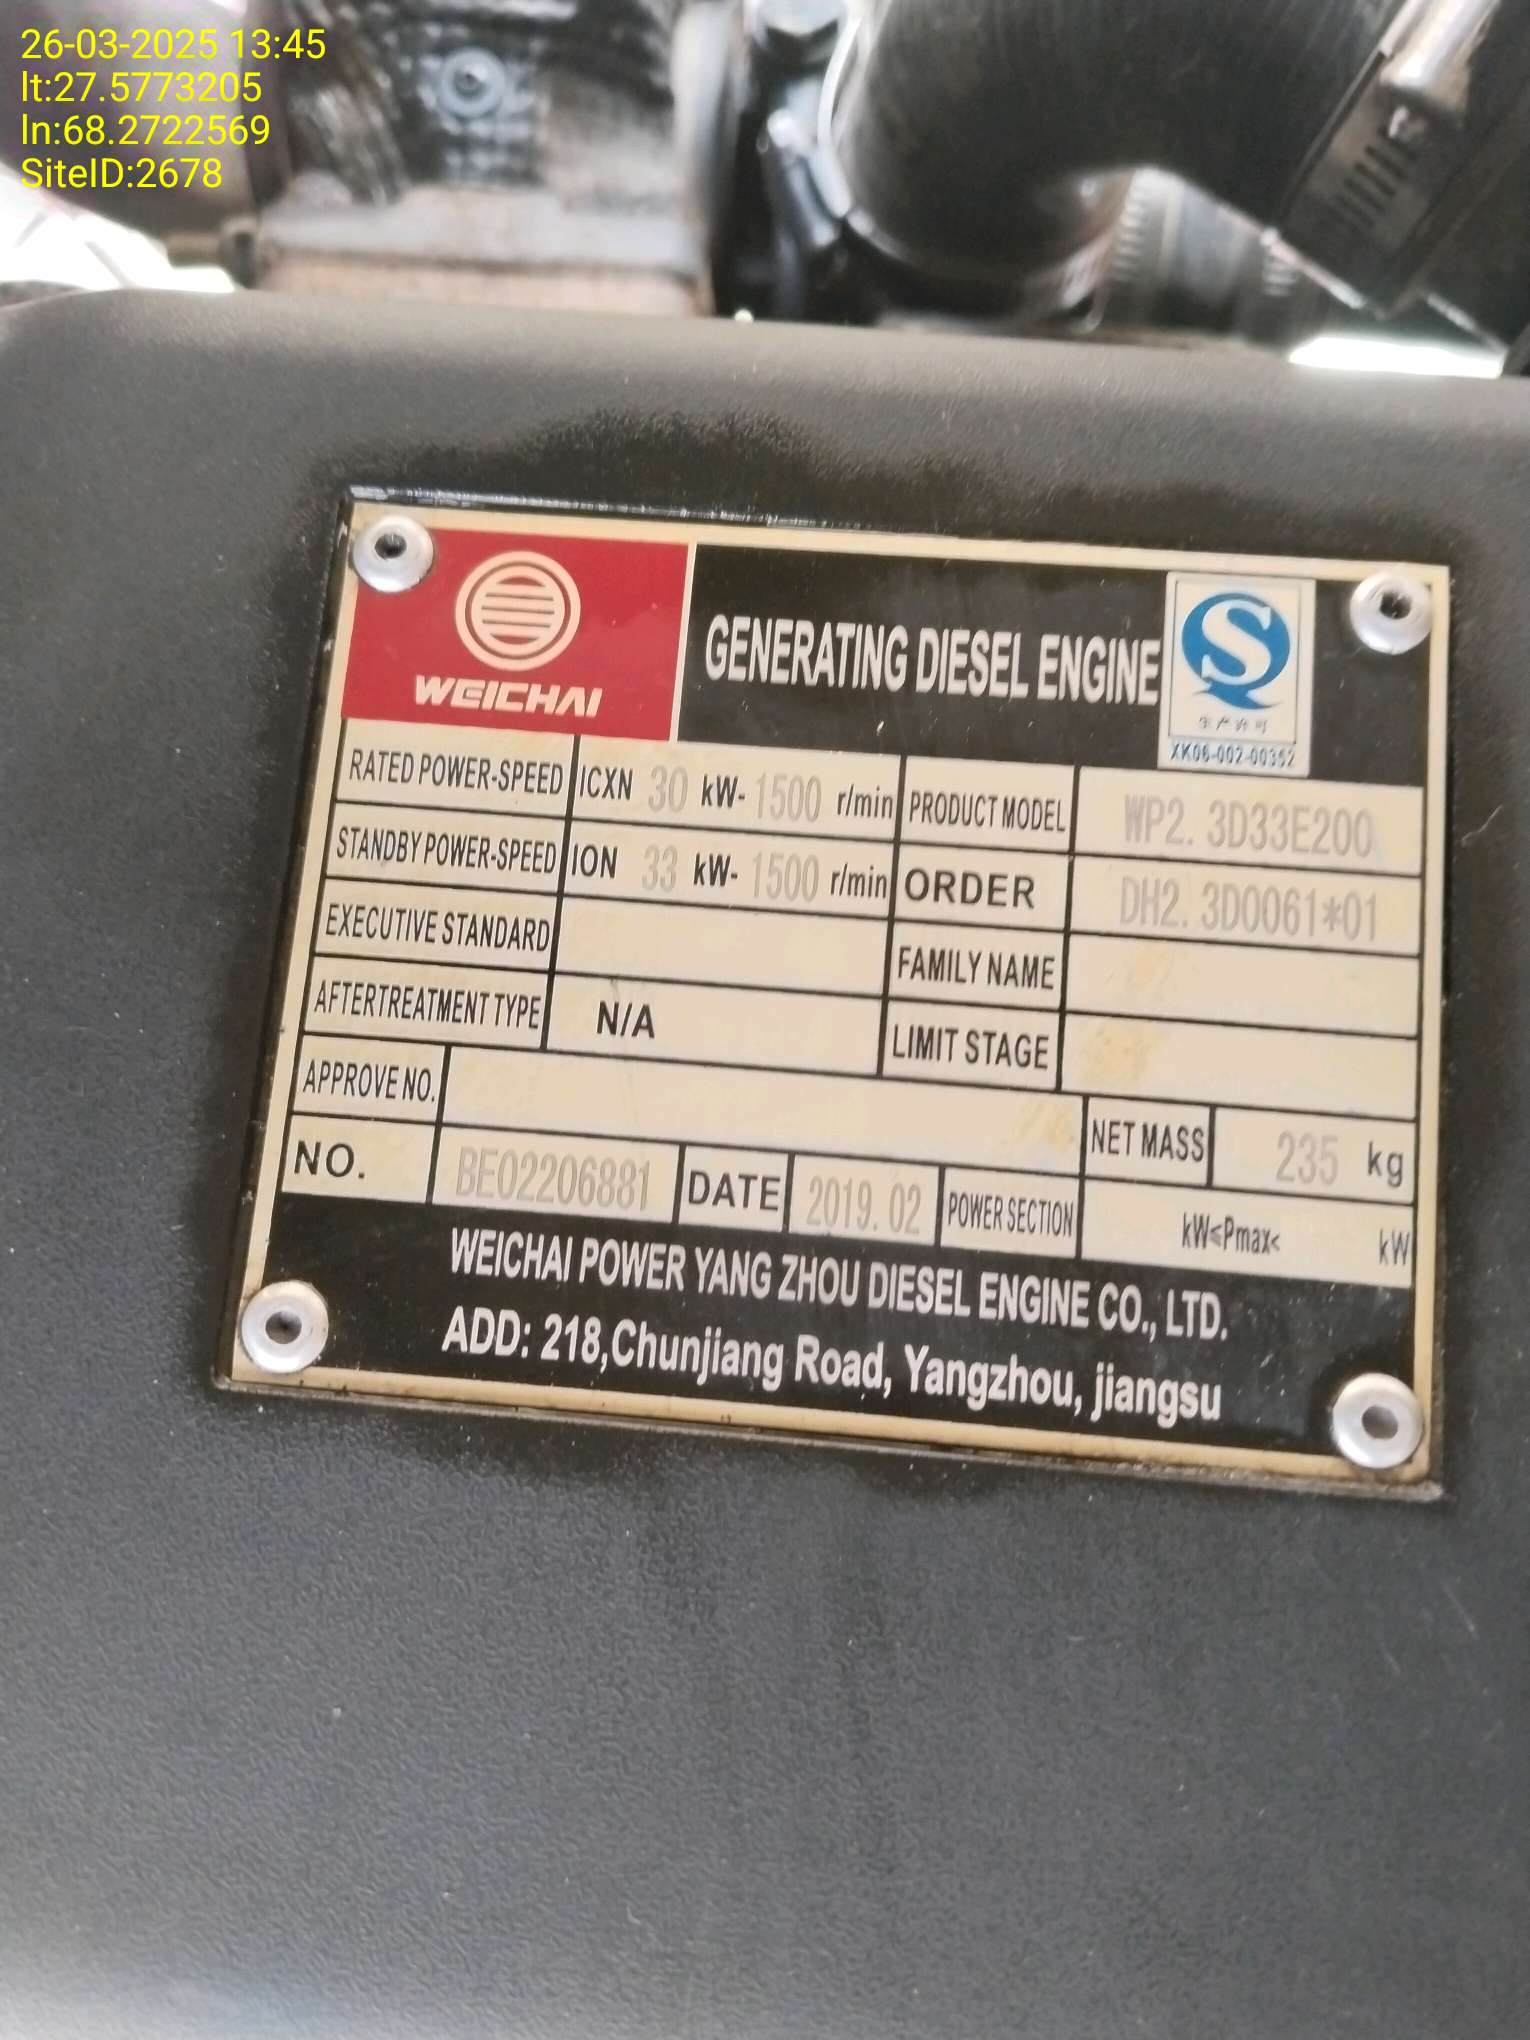 26-03-2025 13:45
lt:27.5773205
ln:68.2722569
SiteID:2678
WEICHAI
GENERATING DIESEL ENGINE
生产许可
XK06-002-00352
RATED POWER-SPEED ICXN 30 kW- 1500 r/min PRODUCT MODEL WP2. 3D33E200
STANDBY POWER-SPEED ION 33 kW- 1500 r/min ORDER DH2. 3D0061*01
EXECUTIVE STANDARD FAMILY NAME
AFTERTREATMENT TYPE N/A LIMIT STAGE
APPROVE NO. NET MASS 235 kg
NO. BE02206881 DATE 2019. 02 POWER SECTION kW≤Pmax< kW
WEICHAI POWER YANG ZHOU DIESEL ENGINE CO., LTD.
ADD: 218,Chunjiang Road, Yangzhou, jiangsu